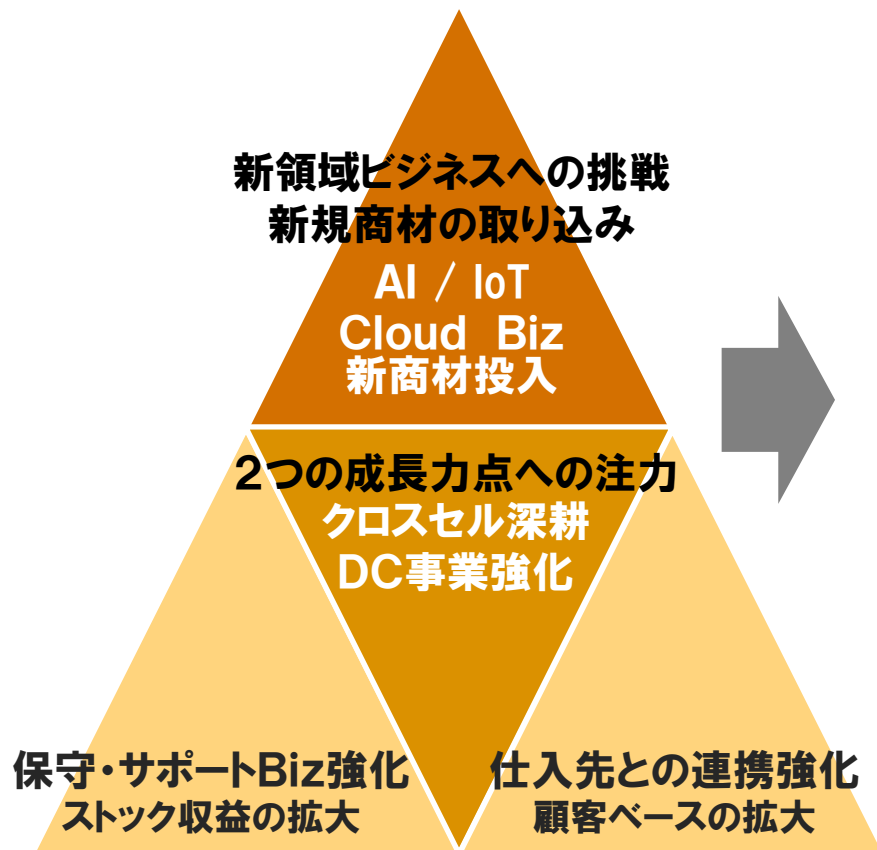 新領域ビジネスへの挑戦
新規商材の取り込み
AI / IoT
Cloud Biz
新商材投入
2つの成長力点への注力
クロスセル深耕
DC事業強化
保守・サポートBiz強化
ストック収益の拡大
仕入先との連携強化
顧客ベースの拡大